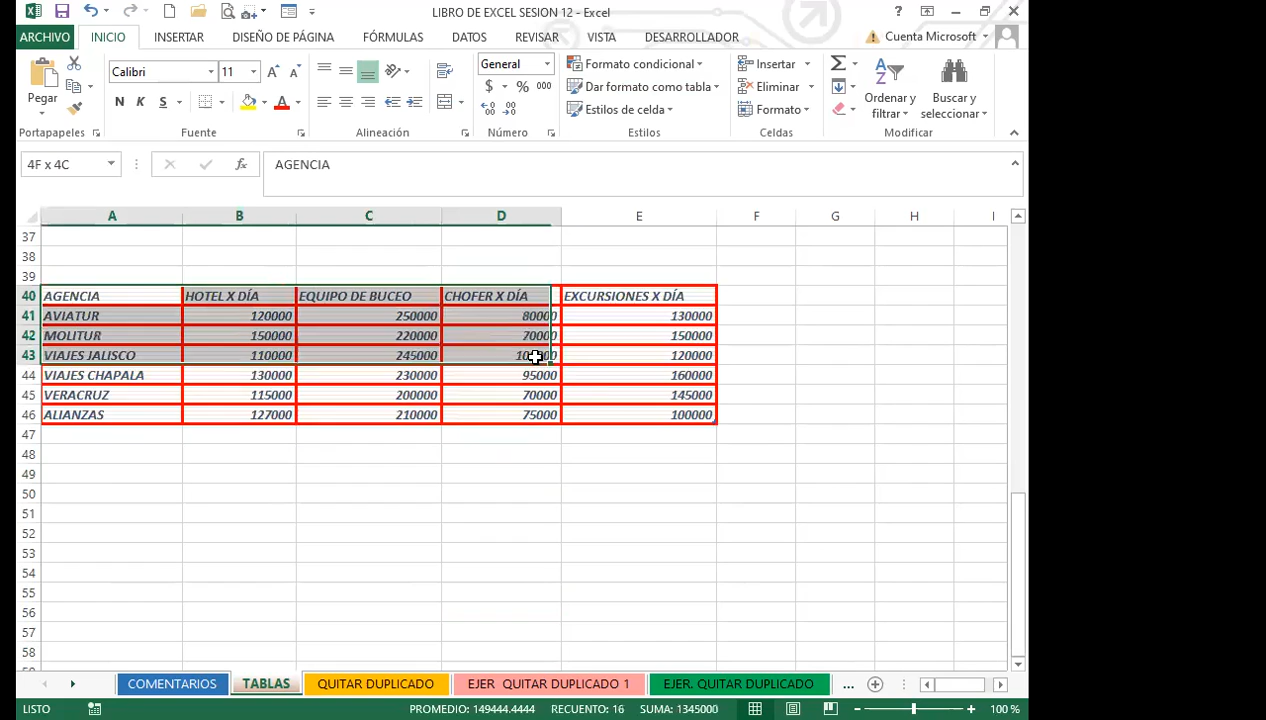 LIBRO DE EXCEL SESION 12 - Excel
ARCHIVO INICIO INSERTAR DISEÑO DE PÁGINA FÓRMULAS DATOS REVISAR VISTA DESARROLLADOR Cuenta Microsoft
Calibri 11 General Formato condicional Insertar
Pegar N K S $ % 000 Dar formato como tabla Eliminar Ordenar y filtrar Buscar y seleccionar
Estilos de celda Formato
Portapapeles Fuente Alineación Número Estilos Celdas Modificar
4F x 4C fx AGENCIA
A B C D E F G H I
37
38
39
40 AGENCIA HOTEL X DÍA EQUIPO DE BUCEO CHOFER X DÍA EXCURSIONES X DÍA
41 AVIATUR 120000 250000 80000 130000
42 MOLITUR 150000 220000 70000 150000
43 VIAJES JALISCO 110000 245000 120000
44 VIAJES CHAPALA 130000 230000 95000 160000
45 VERACRUZ 115000 200000 70000 145000
46 ALIANZAS 127000 210000 75000 100000
47
48
49
50
51
52
53
54
55
56
57
58
COMENTARIOS TABLAS QUITAR DUPLICADO EJER QUITAR DUPLICADO 1 EJER. QUITAR DUPLICADO ...
LISTO PROMEDIO: 149444.4444 RECUENTO: 16 SUMA: 1345000 100 %